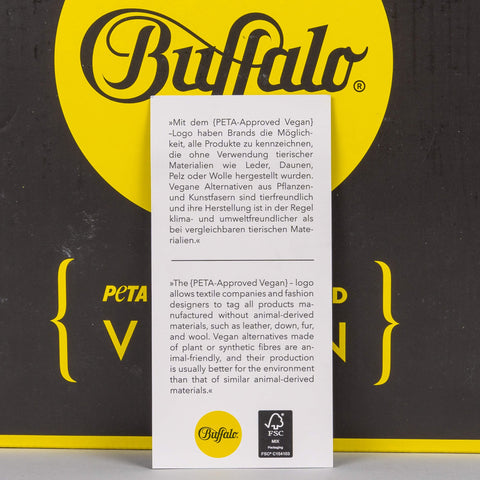 Buffalo®
»Mit dem {PETA-Approved Vegan}
-Logo haben Brands die Möglich-
keit, alle Produkte zu kennzeichnen,
die ohne Verwendung tierischer
Materialien wie Leder, Daunen,
Pelz oder Wolle hergestellt wurden.
Vegane Alternativen aus Pflanzen-
und Kunstfasern sind tierfreundlich
und ihre Herstellung ist in der Regel
klima- und umweltfreundlicher als
bei vergleichbaren tierischen Mate-
rialien.«
»The {PETA-Approved Vegan} – logo
allows textile companies and fashion
designers to tag all products ma-
nufactured without animal-derived
materials, such as leather, down, fur,
and wool. Vegan alternatives made
of plant or synthetic fibres are an-
imal-friendly, and their production
is usually better for the environment
than that of similar animal-derived
materials.«
{ PETA D }
V N
Buffalo
FSC
MIX
Packaging
FSC® C104103